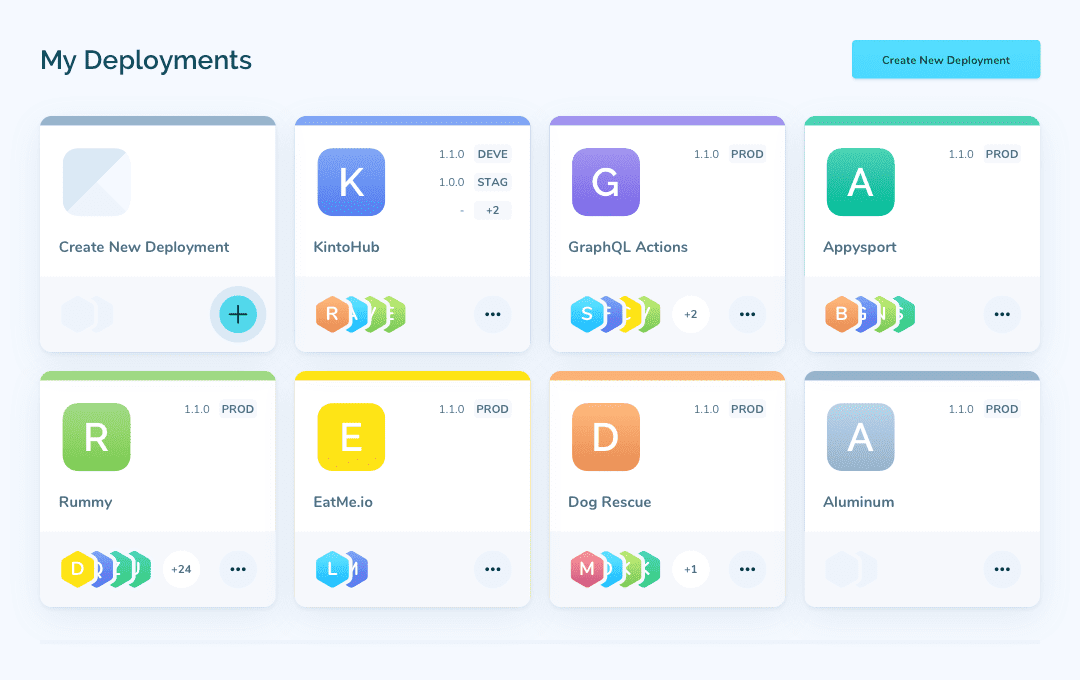 My Deployments
Create New Deployment
Create New Deployment
K
1.1.0 DEVE
1.0.0 STAG
- +2
KintoHub
R
G
1.1.0 PROD
GraphQL Actions
S
+2
A
1.1.0 PROD
Appysport
B
R
1.1.0 PROD
Rummy
D
+24
E
1.1.0 PROD
EatMe.io
L
D
1.1.0 PROD
Dog Rescue
M
+1
A
1.1.0 PROD
Aluminum